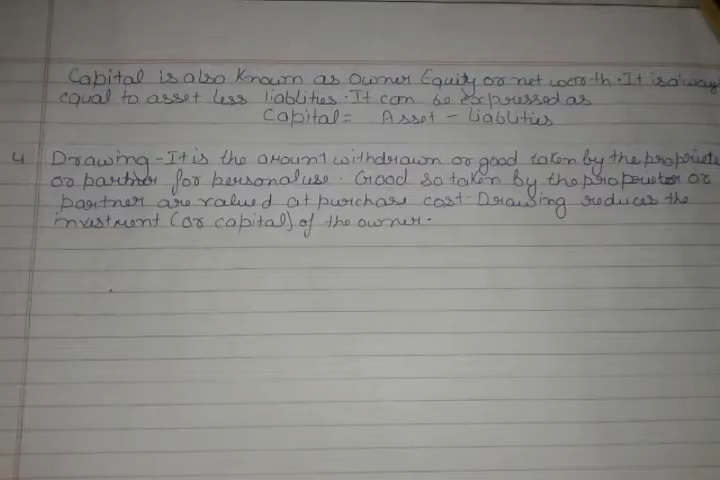 Capital is also Known as Owner Equity or net worth. It is alway
equal to asset less liablities. It can be expressed as
Capital = Asset - Liablities
4 Drawing - It is the amount withdrawn or good taken by the propriete
or partner for personal use. Good so taken by the proprietor or
partner are valued at purchase cost. Drawing reduces the
investment (or capital) of the owner.